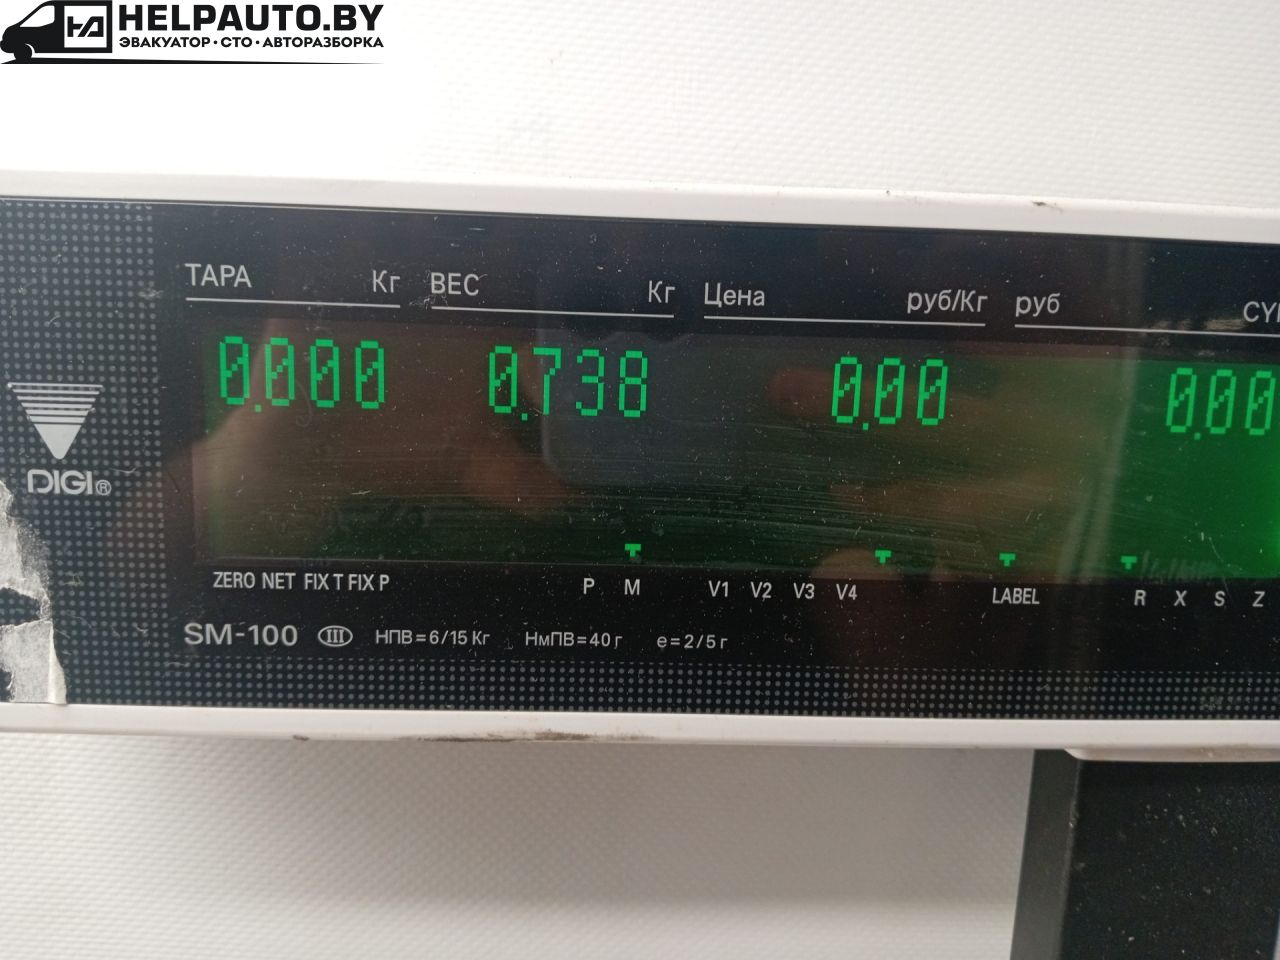 HELPAUTO.BY
ЭВАКУАТОР·СТО·АВТОРАЗБОРКА
ТАРА Кг ВЕС Кг Цена руб/Кг руб
0.000 0.738 0.00 0.00
DIGI®
ZERO NET FIX T FIX P P M V1 V2 V3 V4 LABEL R X S Z
SM-100 III НПВ=6/15 Кг НмПВ=40 г e=2/5 г